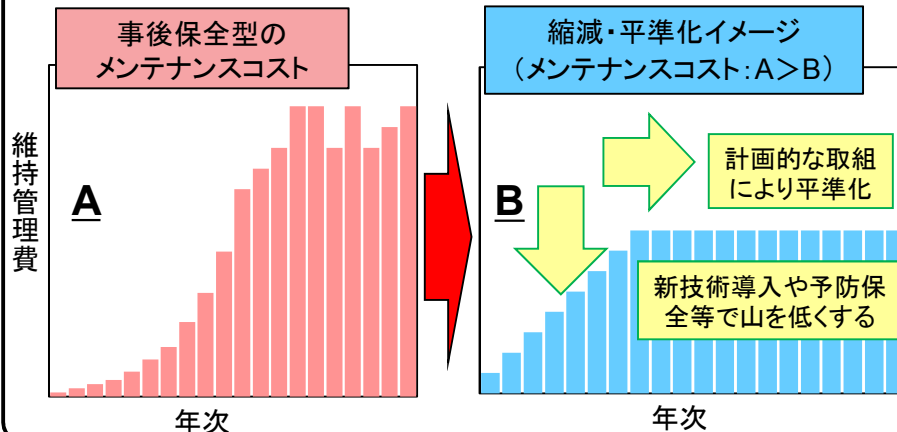 事後保全型の
メンテナンスコスト
維持管理費
A
年次
縮減・平準化イメージ
（メンテナンスコスト：A＞B）
B
計画的な取組
により平準化
新技術導入や予防保
全等で山を低くする
年次